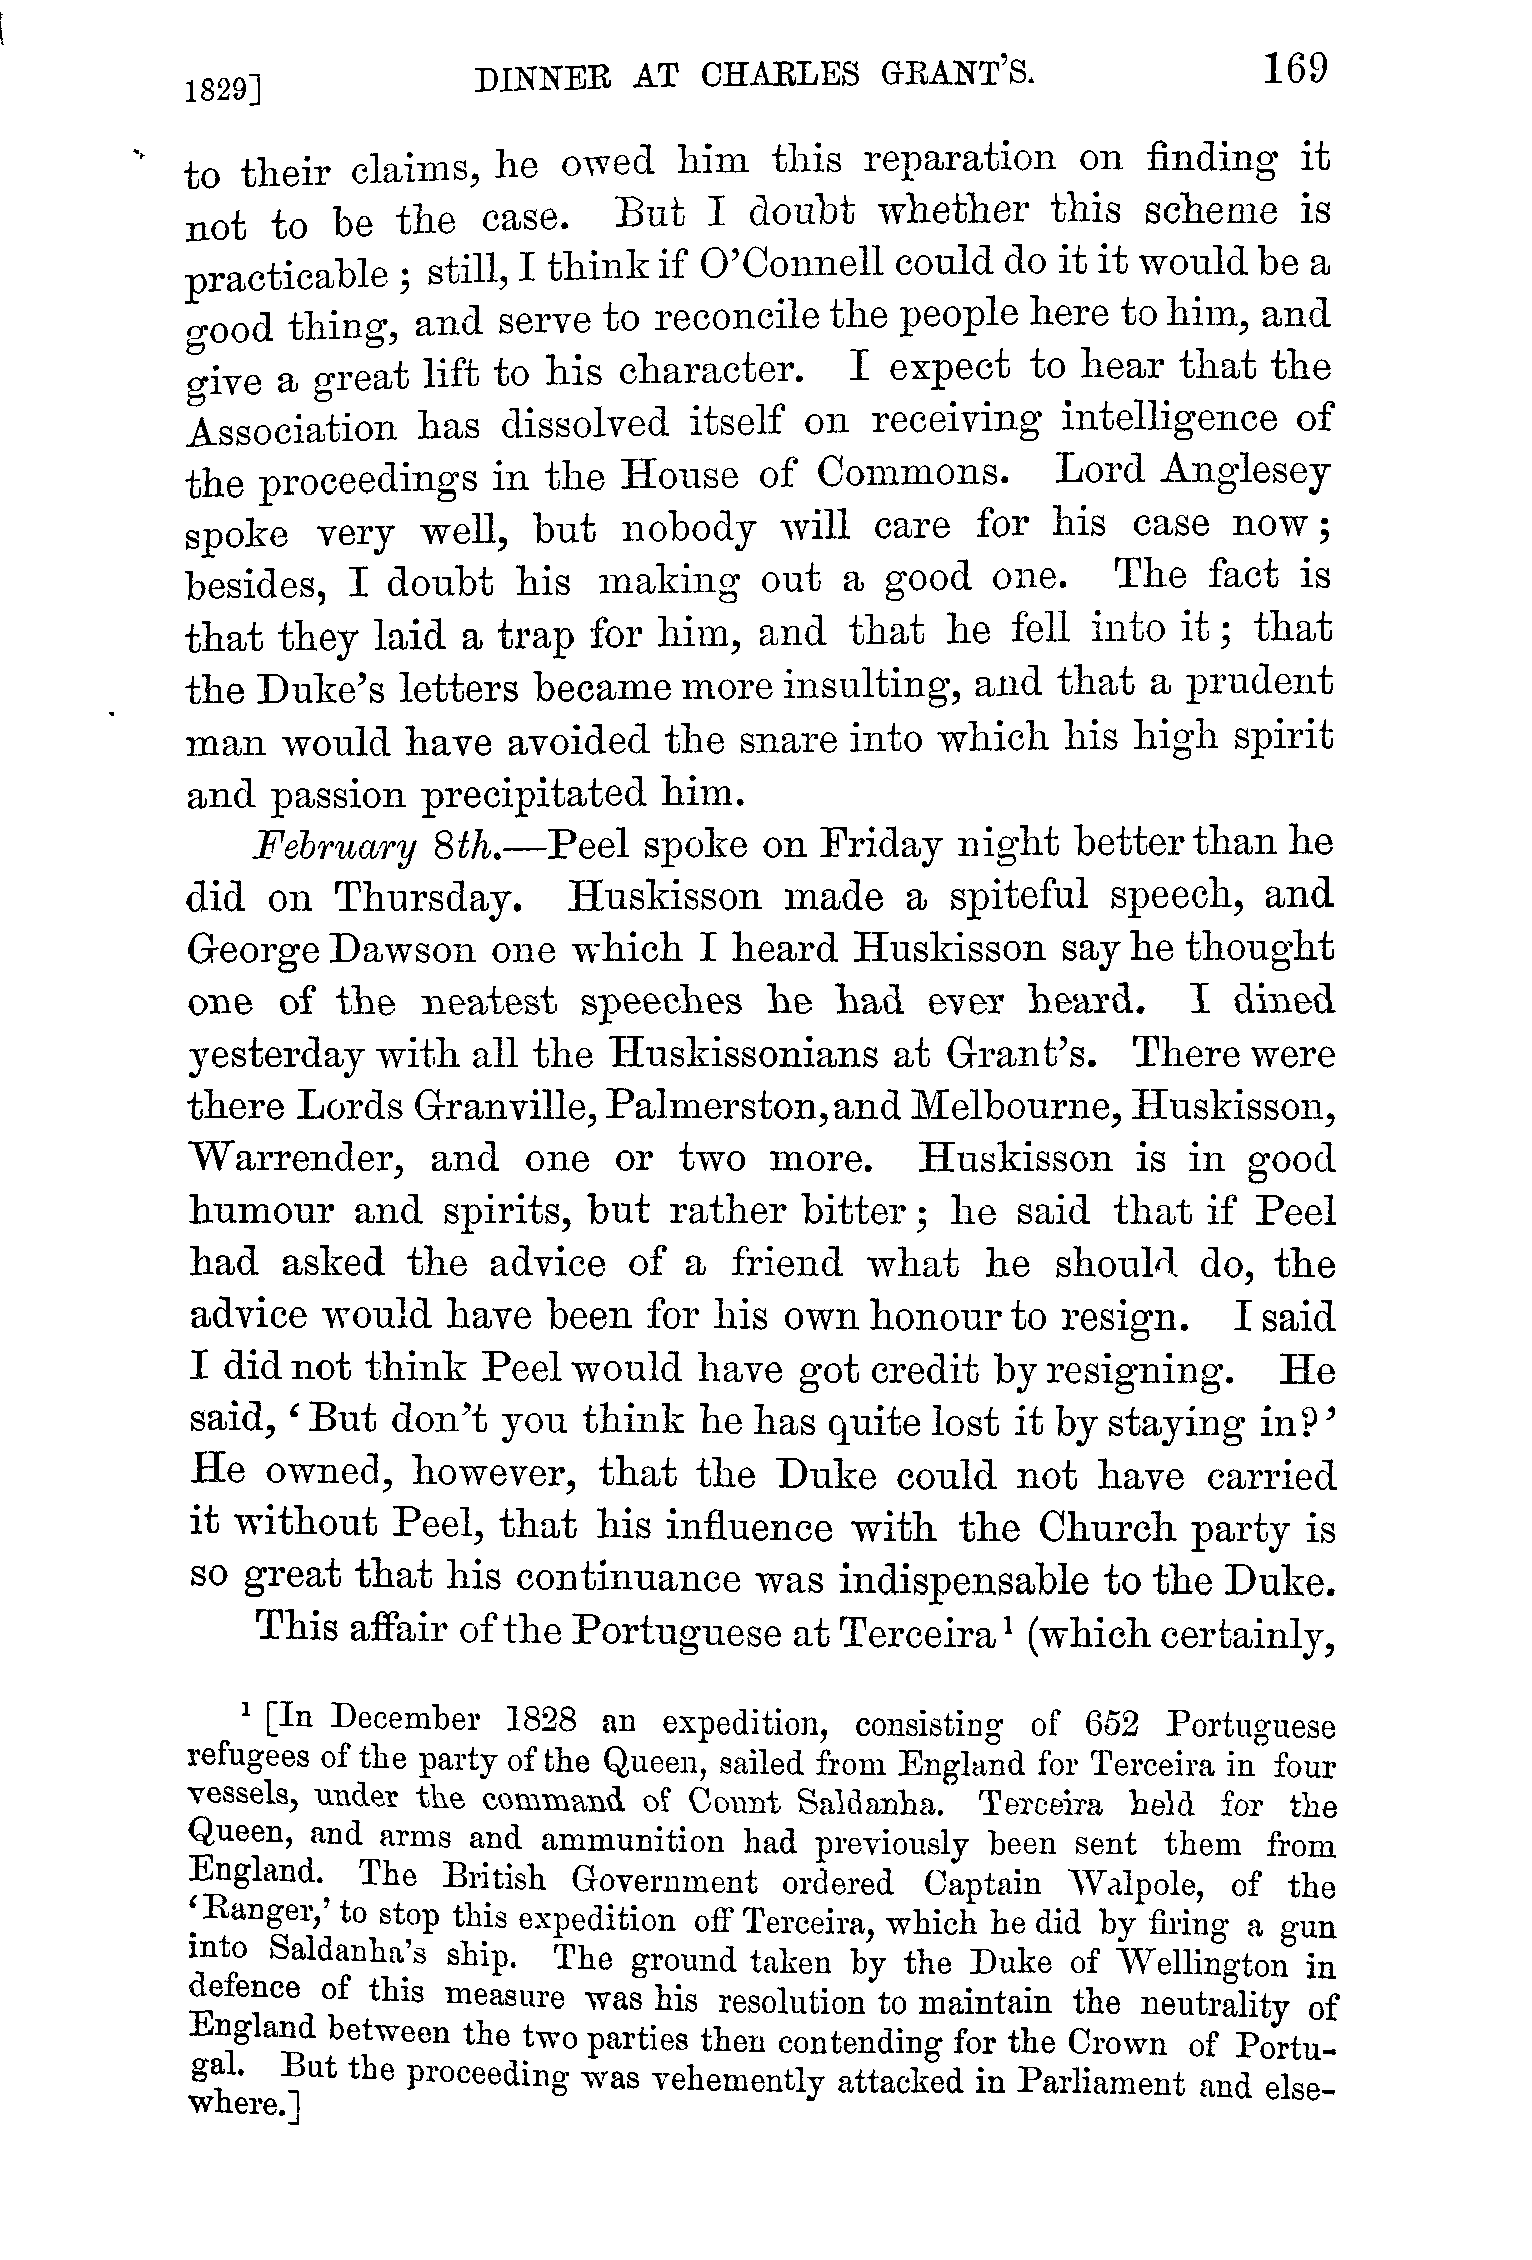 1829] DINNER AT CHARLES GRANT'S. 169
to their claims, he owed him this reparation on finding it
not to be the case. But I doubt whether this scheme is
practicable ; still, I think if O'Connell could do it it would be a
good thing, and serve to reconcile the people here to him, and
give a great lift to his character. I expect to hear that the
Association has dissolved itself on receiving intelligence of
the proceedings in the House of Commons. Lord Anglesey
spoke very well, but nobody will care for his case now ;
besides, I doubt his making out a good one. The fact is
that they laid a trap for him, and that he fell into it ; that
the Duke's letters became more insulting, and that a prudent
man would have avoided the snare into which his high spirit
and passion precipitated him.
February 8th.—Peel spoke on Friday night better than he
did on Thursday. Huskisson made a spiteful speech, and
George Dawson one which I heard Huskisson say he thought
one of the neatest speeches he had ever heard. I dined
yesterday with all the Huskissonians at Grant's. There were
there Lords Granville, Palmerston, and Melbourne, Huskisson,
Warrender, and one or two more. Huskisson is in good
humour and spirits, but rather bitter ; he said that if Peel
had asked the advice of a friend what he should do, the
advice would have been for his own honour to resign. I said
I did not think Peel would have got credit by resigning. He
said, ‘ But don't you think he has quite lost it by staying in? ’
He owned, however, that the Duke could not have carried
it without Peel, that his influence with the Church party is
so great that his continuance was indispensable to the Duke.
This affair of the Portuguese at Terceira¹ (which certainly,
¹ [In December 1828 an expedition, consisting of 652 Portuguese
refugees of the party of the Queen, sailed from England for Terceira in four
vessels, under the command of Count Saldanha. Terceira held for the
Queen, and arms and ammunition had previously been sent them from
England. The British Government ordered Captain Walpole, of the
‘Ranger,’ to stop this expedition off Terceira, which he did by firing a gun
into Saldanha's ship. The ground taken by the Duke of Wellington in
defence of this measure was his resolution to maintain the neutrality of
England between the two parties then contending for the Crown of Portu-
gal. But the proceeding was vehemently attacked in Parliament and else-
where.]